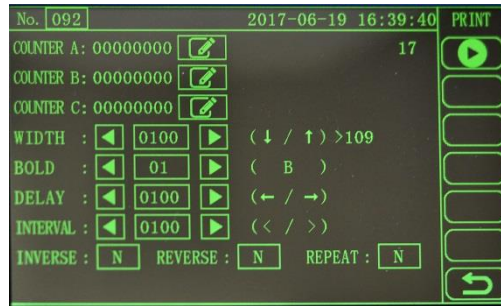 No. 092 2017-06-19 16:39:40 PRINT
COUNTER A: 00000000 17
COUNTER B: 00000000
COUNTER C: 00000000
WIDTH : 0100 (↓ / ↑) >109
BOLD : 01 ( B )
DELAY : 0100 (← / →)
INTERVAL : 0100 (< / >)
INVERSE : N REVERSE : N REPEAT : N